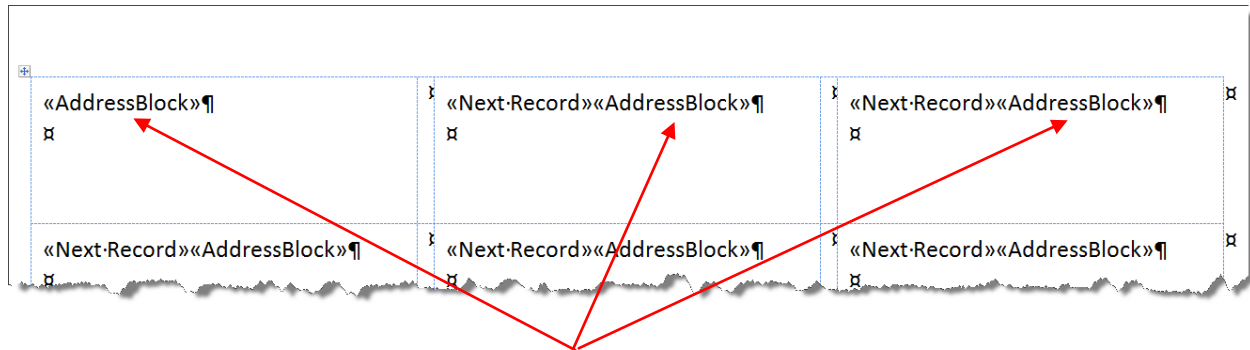 «AddressBlock»¶ ¤ «Next·Record»«AddressBlock»¶ ¤ «Next·Record»«AddressBlock»¶ ¤
¤ ¤ ¤
«Next·Record»«AddressBlock»¶ ¤ «Next·Record»«AddressBlock»¶ ¤ «Next·Record»«AddressBlock»¶ ¤
¤ ¤ ¤